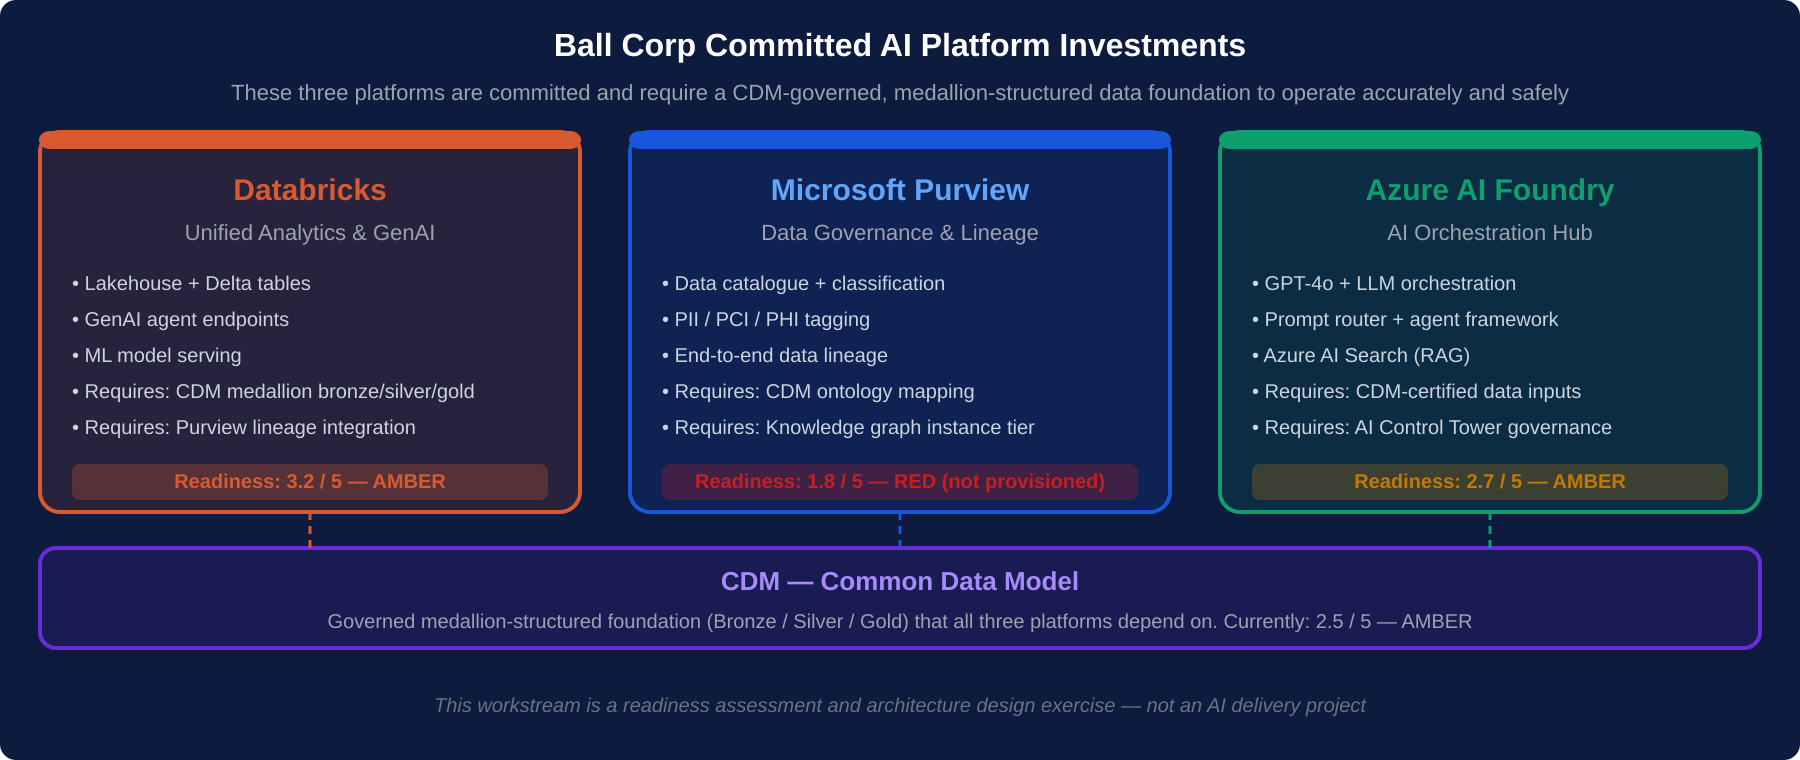 Ball Corp Committed AI Platform Investments
These three platforms are committed and require a CDM-governed, medallion-structured data foundation to operate accurately and safely
Databricks
Unified Analytics & GenAI
• Lakehouse + Delta tables
• GenAI agent endpoints
• ML model serving
• Requires: CDM medallion bronze/silver/gold
• Requires: Purview lineage integration
Readiness: 3.2 / 5 — AMBER
Microsoft Purview
Data Governance & Lineage
• Data catalogue + classification
• PII / PCI / PHI tagging
• End-to-end data lineage
• Requires: CDM ontology mapping
• Requires: Knowledge graph instance tier
Readiness: 1.8 / 5 — RED (not provisioned)
Azure AI Foundry
AI Orchestration Hub
• GPT-4o + LLM orchestration
• Prompt router + agent framework
• Azure AI Search (RAG)
• Requires: CDM-certified data inputs
• Requires: AI Control Tower governance
Readiness: 2.7 / 5 — AMBER
CDM — Common Data Model
Governed medallion-structured foundation (Bronze / Silver / Gold) that all three platforms depend on. Currently: 2.5 / 5 — AMBER
This workstream is a readiness assessment and architecture design exercise — not an AI delivery project